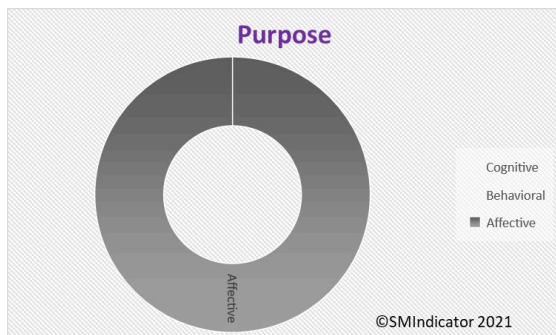 Purpose
Cognitive
Behavioral
Affective
Affective
©SMIndicator 2021